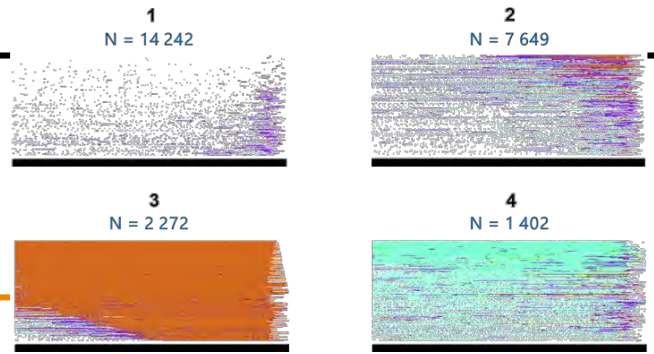 1
N = 14 242
2
N = 7 649
3
N = 2 272
4
N = 1 402